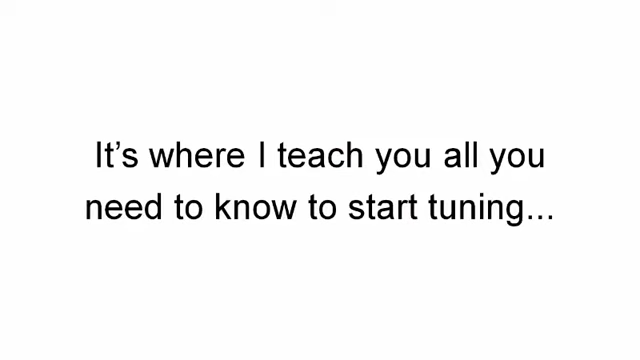 It’s where I teach you all you
need to know to start tuning...